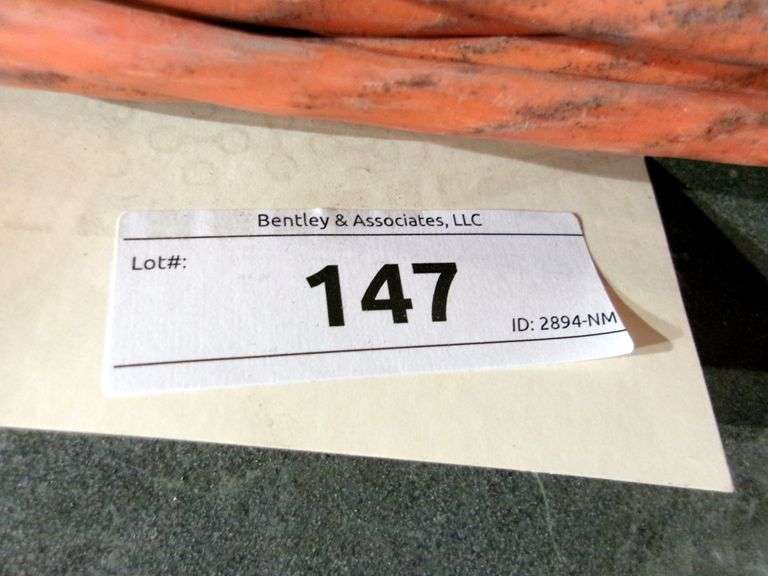 Bentley & Associates, LLC
Lot#:
147
ID: 2894-NM